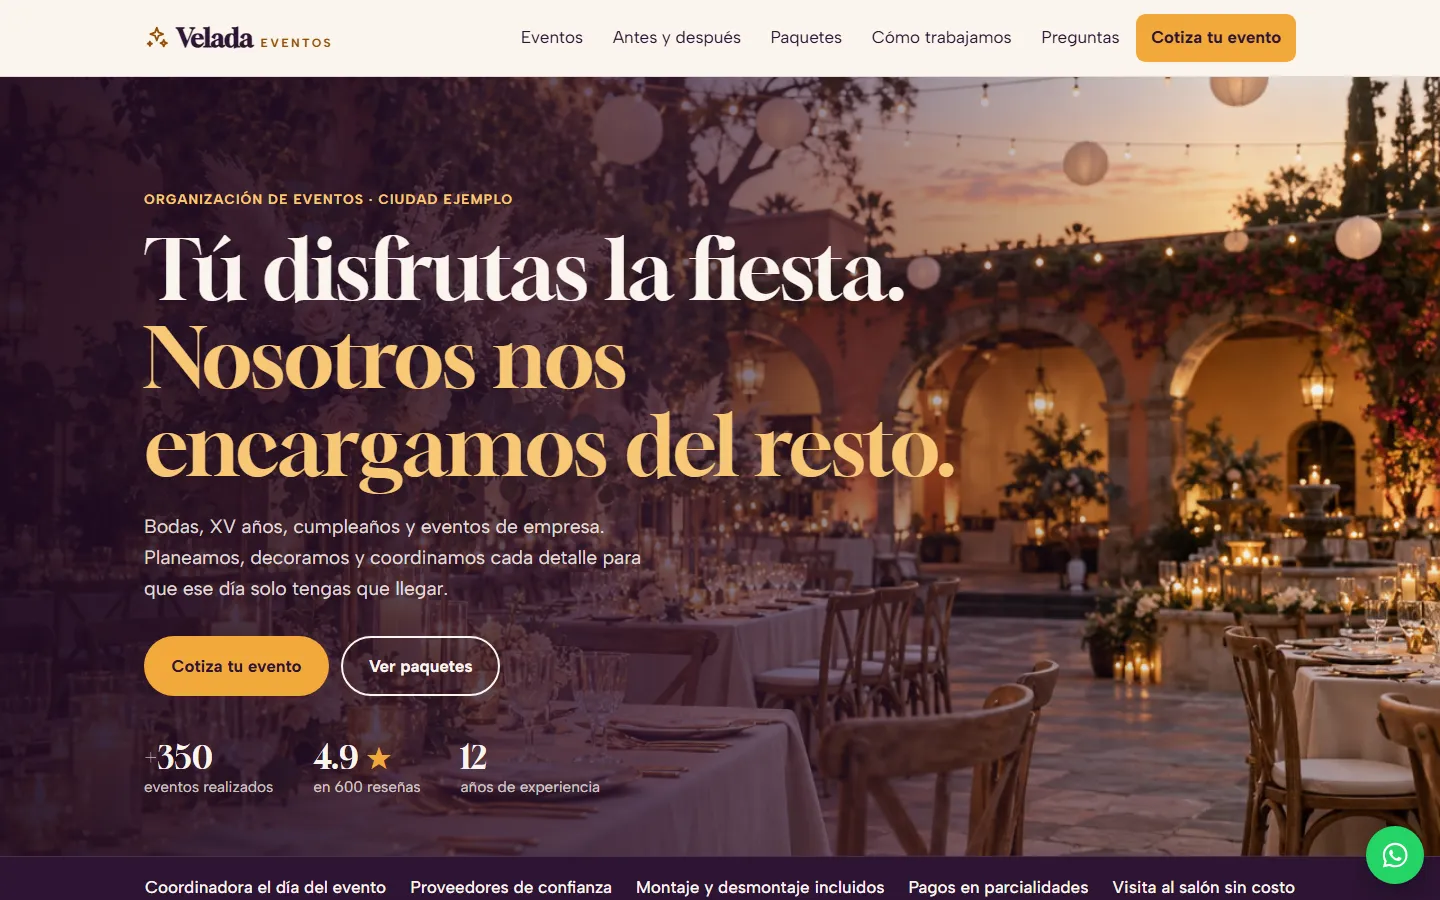 Velada EVENTOS
Eventos
Antes y después
Paquetes
Cómo trabajamos
Preguntas
Cotiza tu evento
ORGANIZACIÓN DE EVENTOS · CIUDAD EJEMPLO
Tú disfrutas la fiesta.
Nosotros nos
encargamos del resto.
Bodas, XV años, cumpleaños y eventos de empresa.
Planeamos, decoramos y coordinamos cada detalle para
que ese día solo tengas que llegar.
Cotiza tu evento
Ver paquetes
+350
eventos realizados
4.9 ★
en 600 reseñas
12
años de experiencia
Coordinadora el día del evento
Proveedores de confianza
Montaje y desmontaje incluidos
Pagos en parcialidades
Visita al salón sin costo